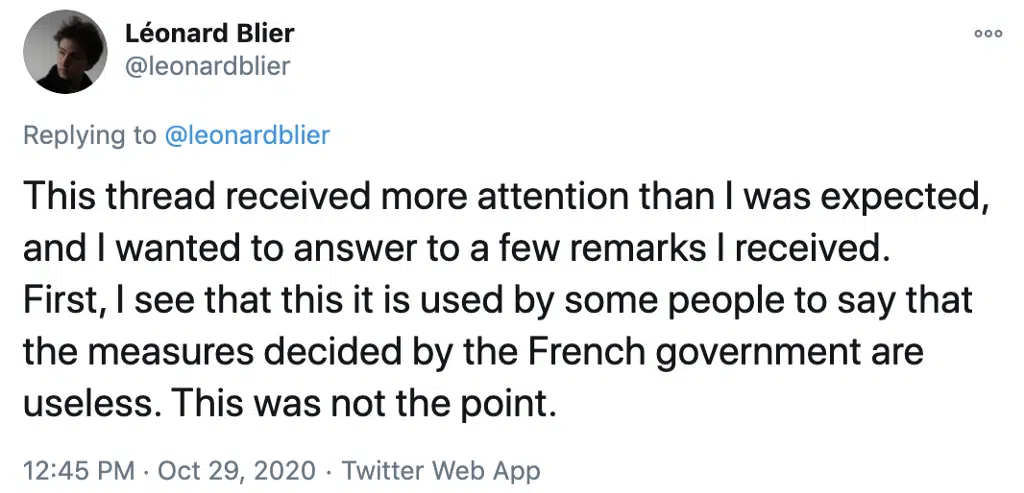 Léonard Blier
@leonardblier
Replying to @leonardblier
This thread received more attention than I was expected,
and I wanted to answer to a few remarks I received.
First, I see that this it is used by some people to say that
the measures decided by the French government are
useless. This was not the point.
12:45 PM · Oct 29, 2020 · Twitter Web App